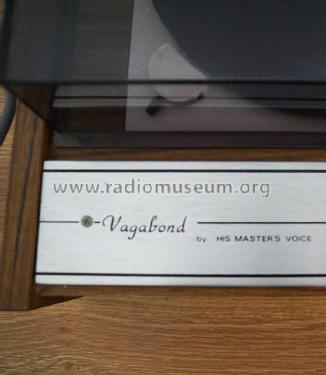 www.radiomuseum.org
Vagabond by HIS MASTER'S VOICE